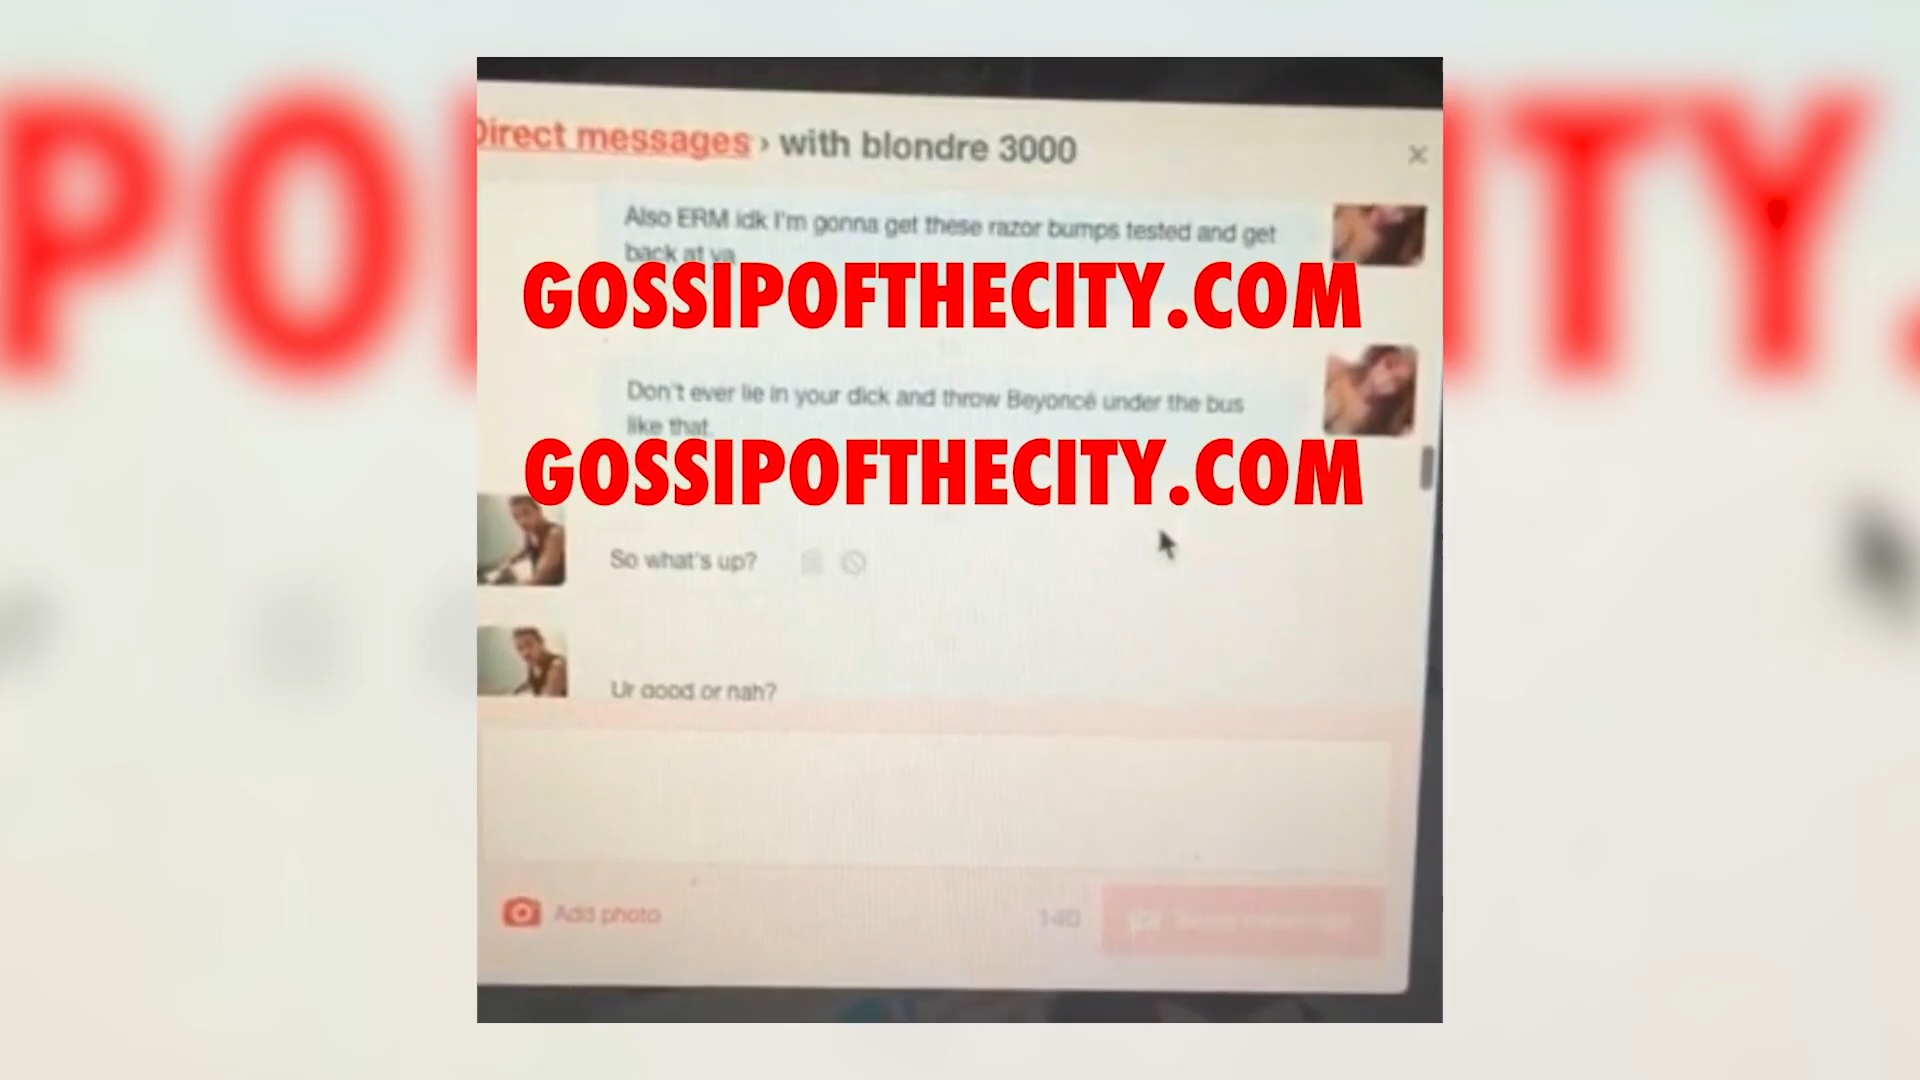 Direct messages › with blondre 3000
Also ERM idk I'm gonna get these razor bumps tested and get
back at ya
GOSSIPOFTHECITY.COM
Don't ever lie in your dick and throw Beyoncé under the bus
like that.
GOSSIPOFTHECITY.COM
So what's up?
Ur good or nah?
Add photo
140